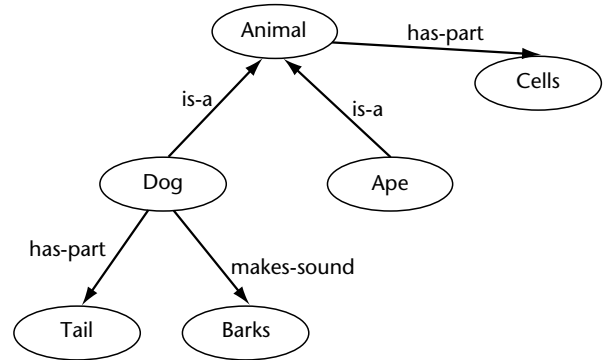 Animal
has-part
Cells
is-a
is-a
Dog
Ape
has-part
makes-sound
Tail
Barks